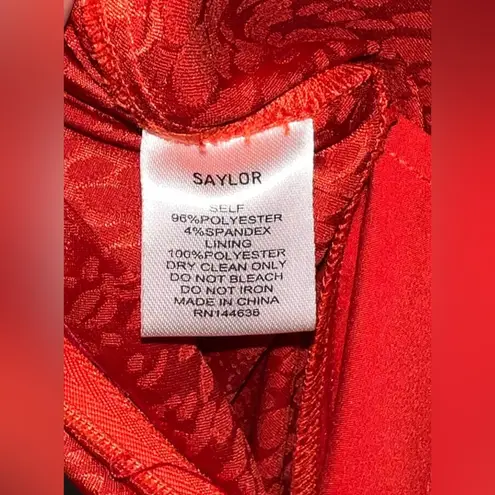 SAYLOR
SELF
96%POLYESTER
4%SPANDEX
LINING
100%POLYESTER
DRY CLEAN ONLY
DO NOT BLEACH
DO NOT IRON
MADE IN CHINA
RN144636